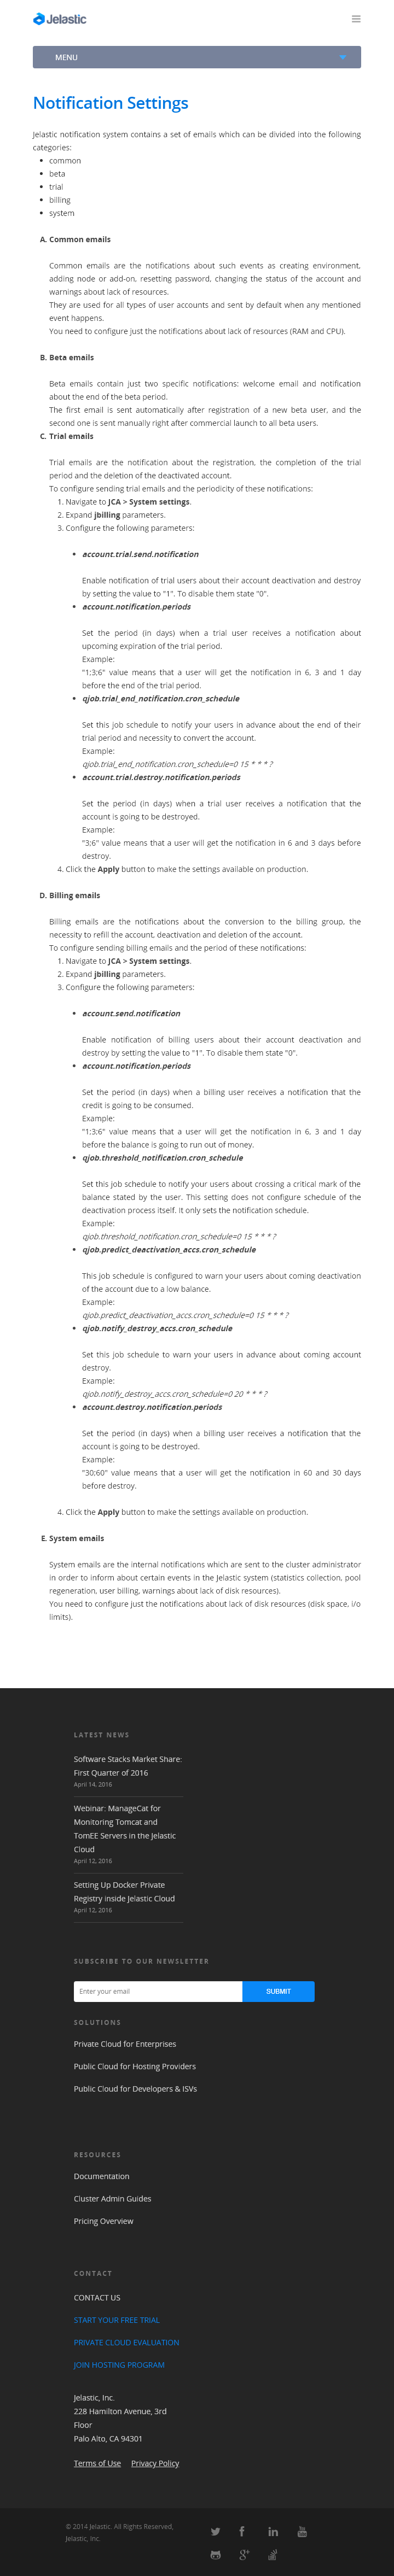 Jelastic
MENU
Notification Settings
Jelastic notification system contains a set of emails which can be divided into the following
categories:
common
beta
trial
billing
system
A. Common emails
Common emails are the notifications about such events as creating environment,
adding node or add-on, resetting password, changing the status of the account and
warnings about lack of resources.
They are used for all types of user accounts and sent by default when any mentioned
event happens.
You need to configure just the notifications about lack of resources (RAM and CPU).
B. Beta emails
Beta emails contain just two specific notifications: welcome email and notification
about the end of the beta period.
The first email is sent automatically after registration of a new beta user, and the
second one is sent manually right after commercial launch to all beta users.
C. Trial emails
Trial emails are the notification about the registration, the completion of the trial
period and the deletion of the deactivated account.
To configure sending trial emails and the periodicity of these notifications:
1. Navigate to JCA > System settings.
2. Expand jbilling parameters.
3. Configure the following parameters:
account.trial.send.notification
Enable notification of trial users about their account deactivation and destroy
by setting the value to "1". To disable them state "0".
account.notification.periods
Set the period (in days) when a trial user receives a notification about
upcoming expiration of the trial period.
Example:
"1;3;6" value means that a user will get the notification in 6, 3 and 1 day
before the end of the trial period.
qjob.trial_end_notification.cron_schedule
Set this job schedule to notify your users in advance about the end of their
trial period and necessity to convert the account.
Example:
qjob.trial_end_notification.cron_schedule=0 15 * * * ?
account.trial.destroy.notification.periods
Set the period (in days) when a trial user receives a notification that the
account is going to be destroyed.
Example:
"3;6" value means that a user will get the notification in 6 and 3 days before
destroy.
4. Click the Apply button to make the settings available on production.
D. Billing emails
Billing emails are the notifications about the conversion to the billing group, the
necessity to refill the account, deactivation and deletion of the account.
To configure sending billing emails and the period of these notifications:
1. Navigate to JCA > System settings.
2. Expand jbilling parameters.
3. Configure the following parameters:
account.send.notification
Enable notification of billing users about their account deactivation and
destroy by setting the value to "1". To disable them state "0".
account.notification.periods
Set the period (in days) when a billing user receives a notification that the
credit is going to be consumed.
Example:
"1;3;6" value means that a user will get the notification in 6, 3 and 1 day
before the balance is going to run out of money.
qjob.threshold_notification.cron_schedule
Set this job schedule to notify your users about crossing a critical mark of the
balance stated by the user. This setting does not configure schedule of the
deactivation process itself. It only sets the notification schedule.
Example:
qjob.threshold_notification.cron_schedule=0 15 * * * ?
qjob.predict_deactivation_accs.cron_schedule
This job schedule is configured to warn your users about coming deactivation
of the account due to a low balance.
Example:
qjob.predict_deactivation_accs.cron_schedule=0 15 * * * ?
qjob.notify_destroy_accs.cron_schedule
Set this job schedule to warn your users in advance about coming account
destroy.
Example:
qjob.notify_destroy_accs.cron_schedule=0 20 * * * ?
account.destroy.notification.periods
Set the period (in days) when a billing user receives a notification that the
account is going to be destroyed.
Example:
"30;60" value means that a user will get the notification in 60 and 30 days
before destroy.
4. Click the Apply button to make the settings available on production.
E. System emails
System emails are the internal notifications which are sent to the cluster administrator
in order to inform about certain events in the Jelastic system (statistics collection, pool
regeneration, user billing, warnings about lack of disk resources).
You need to configure just the notifications about lack of disk resources (disk space, i/o
limits).
LATEST NEWS
Software Stacks Market Share:
First Quarter of 2016
April 14, 2016
Webinar: ManageCat for
Monitoring Tomcat and
TomEE Servers in the Jelastic
Cloud
April 12, 2016
Setting Up Docker Private
Registry inside Jelastic Cloud
April 12, 2016
SUBSCRIBE TO OUR NEWSLETTER
Enter your email SUBMIT
SOLUTIONS
Private Cloud for Enterprises
Public Cloud for Hosting Providers
Public Cloud for Developers & ISVs
RESOURCES
Documentation
Cluster Admin Guides
Pricing Overview
CONTACT
CONTACT US
START YOUR FREE TRIAL
PRIVATE CLOUD EVALUATION
JOIN HOSTING PROGRAM
Jelastic, Inc.
228 Hamilton Avenue, 3rd
Floor
Palo Alto, CA 94301
Terms of Use Privacy Policy
© 2014 Jelastic. All Rights Reserved,
Jelastic, Inc.